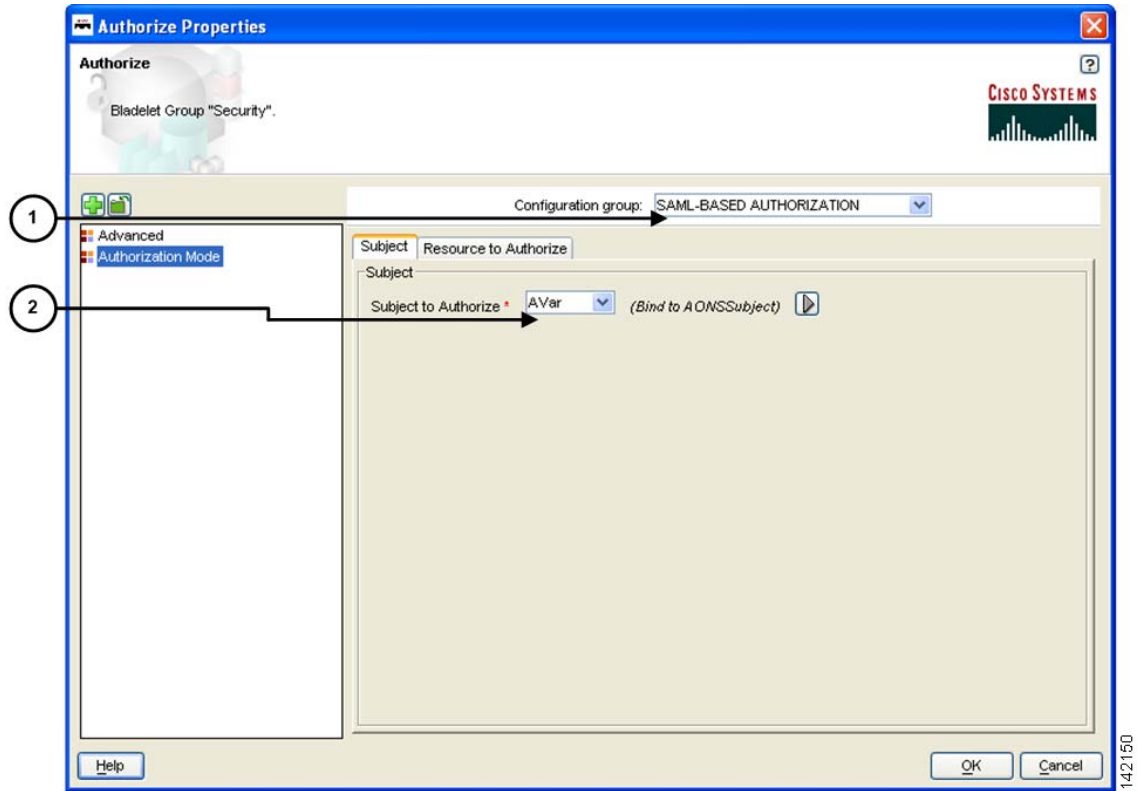 Authorize Properties
Authorize
Bladelet Group "Security".
?
CISCO SYSTEMS
1
Configuration group: SAML-BASED AUTHORIZATION
Advanced
Authorization Mode
Subject
Resource to Authorize
Subject
2
Subject to Authorize * AVar (Bind to AONSSubject)
Help
OK
Cancel
142150